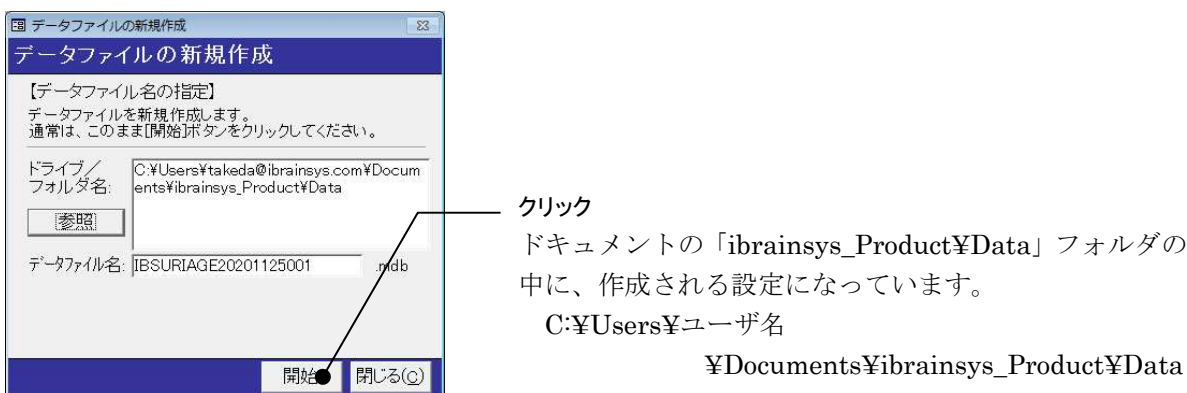 データファイルの新規作成
データファイルの新規作成
【データファイル名の指定】
データファイルを新規作成します。
通常は、このまま[開始]ボタンをクリックしてください。
ドライブ／
フォルダ名:
C:¥Users¥takeda@ibrainsys.com¥Docum
ents¥ibrainsys_Product¥Data
参照
データファイル名:
IBSURIAGE20201125001
.mdb
開始
閉じる(C)
クリック
ドキュメントの「ibrainsys_Product¥Data」フォルダの
中に、作成される設定になっています。
C:¥Users¥ユーザ名
¥Documents¥ibrainsys_Product¥Data